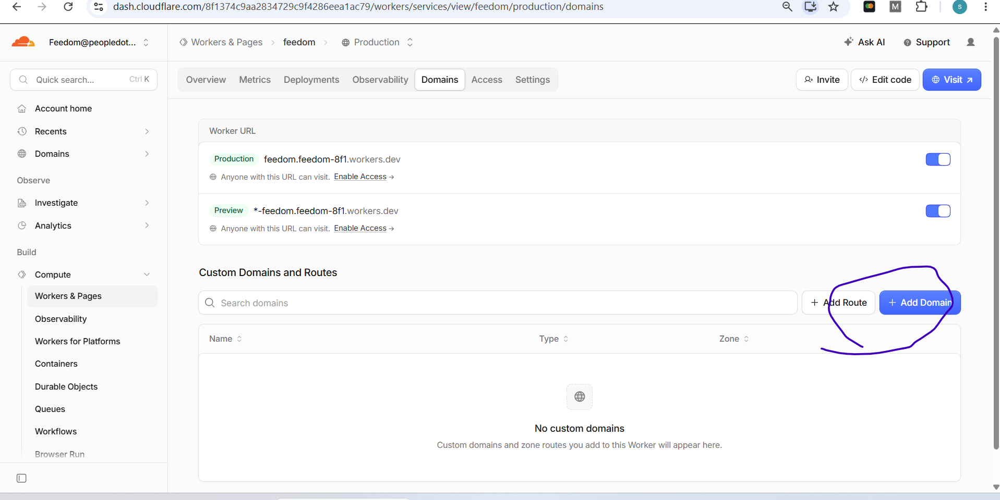 dash.cloudflare.com/8f1374c9aa2834729c9f4286eea1ac79/workers/services/view/feedom/production/domains
M
s
Feedom@peopledot...
Workers & Pages > feedom > Production
Ask AI
Support
Quick search... Ctrl K
Overview Metrics Deployments Observability Domains Access Settings
Invite
Edit code
Visit
Account home
Recents
Domains
Observe
Investigate
Analytics
Build
Compute
Workers & Pages
Observability
Workers for Platforms
Containers
Durable Objects
Queues
Workflows
Browser Run
Worker URL
Production feedom.feedom-8f1.workers.dev
Anyone with this URL can visit. Enable Access →
Preview *-feedom.feedom-8f1.workers.dev
Anyone with this URL can visit. Enable Access →
Custom Domains and Routes
Search domains
+ Add Route
+ Add Domain
Name Type Zone
No custom domains
Custom domains and zone routes you add to this Worker will appear here.